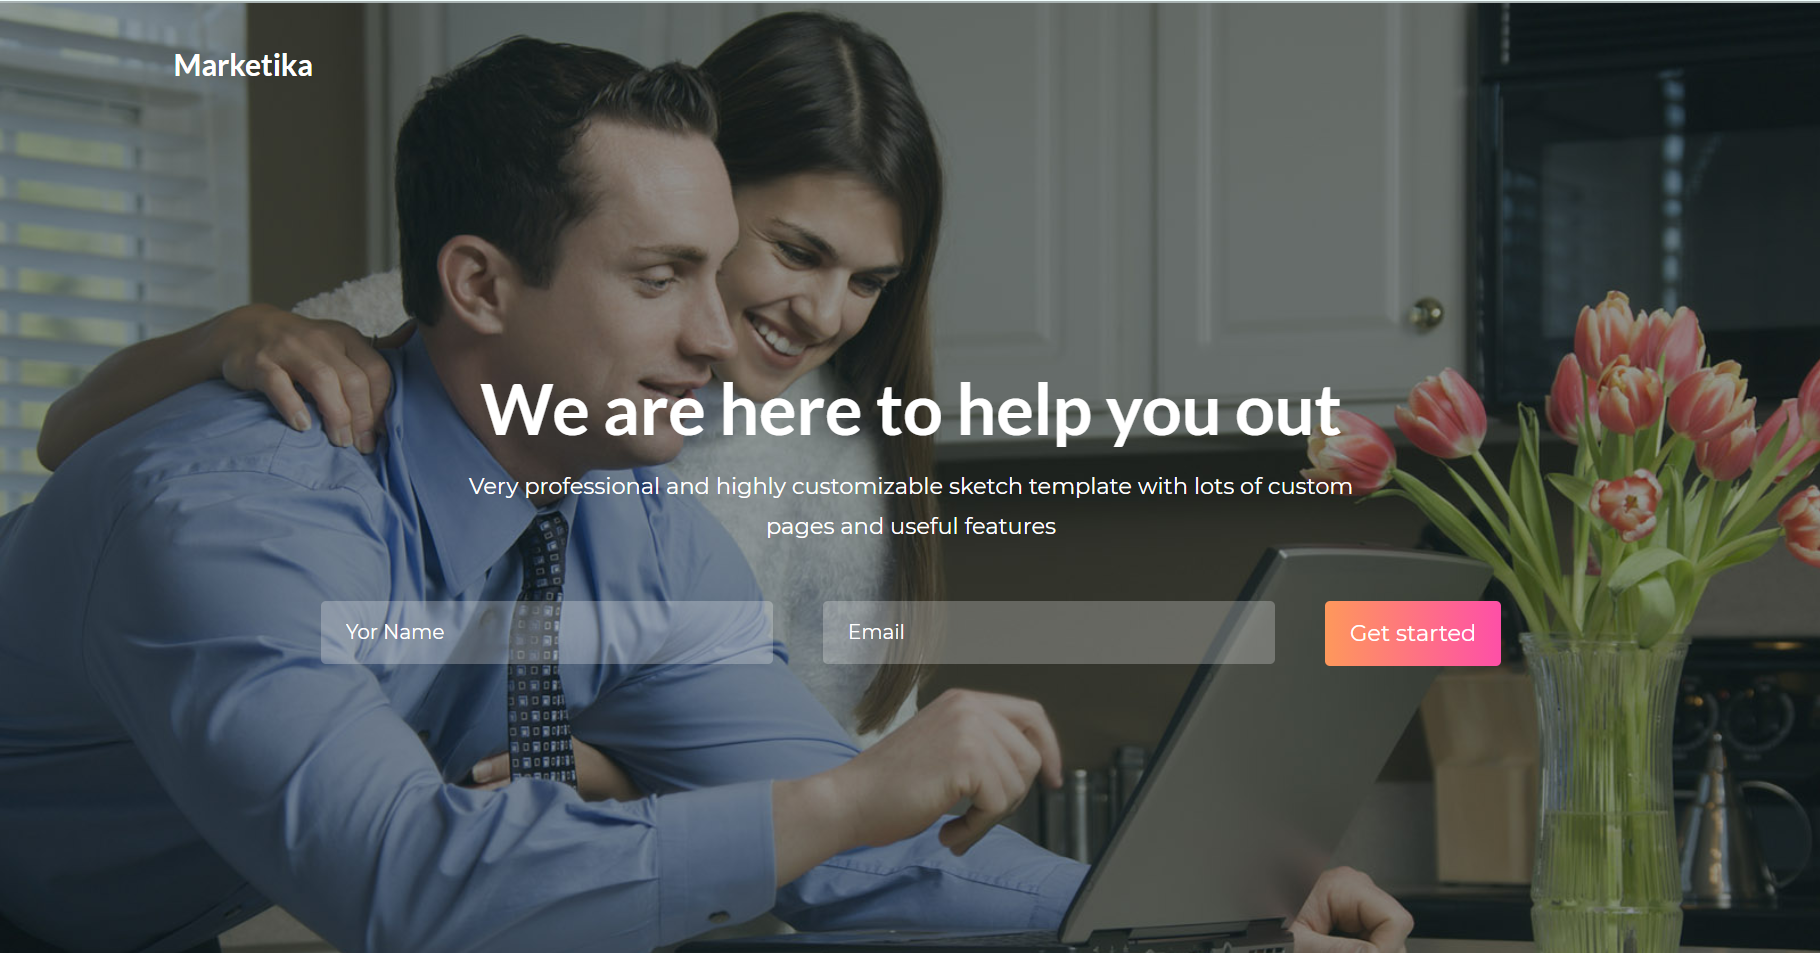 Marketika
We are here to help you out
Very professional and highly customizable sketch template with lots of custom
pages and useful features
Yor Name
Email
Get started